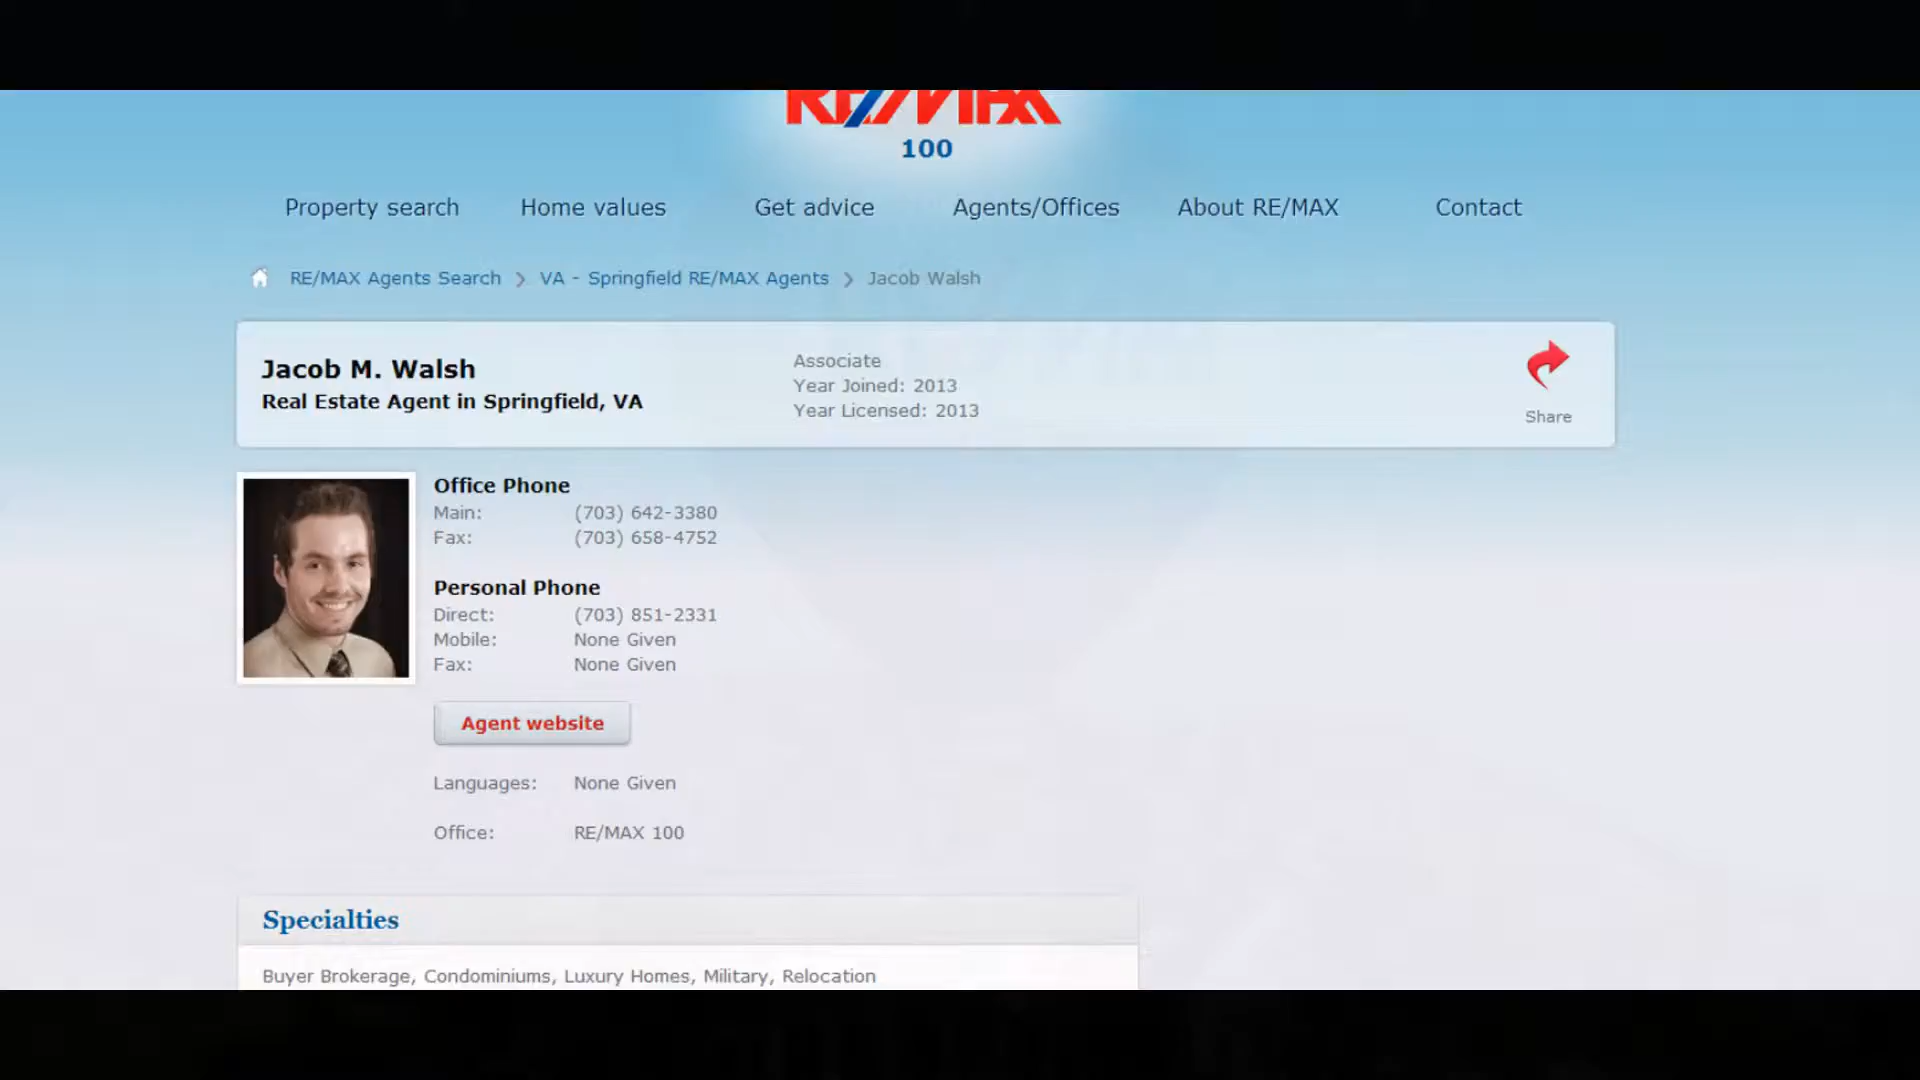 RE/MAX
100
Property search Home values Get advice Agents/Offices About RE/MAX Contact
RE/MAX Agents Search > VA - Springfield RE/MAX Agents > Jacob Walsh
Jacob M. Walsh
Real Estate Agent in Springfield, VA
Associate
Year Joined: 2013
Year Licensed: 2013
Share
Office Phone
Main: (703) 642-3380
Fax: (703) 658-4752
Personal Phone
Direct: (703) 851-2331
Mobile: None Given
Fax: None Given
Agent website
Languages: None Given
Office: RE/MAX 100
Specialties
Buyer Brokerage, Condominiums, Luxury Homes, Military, Relocation